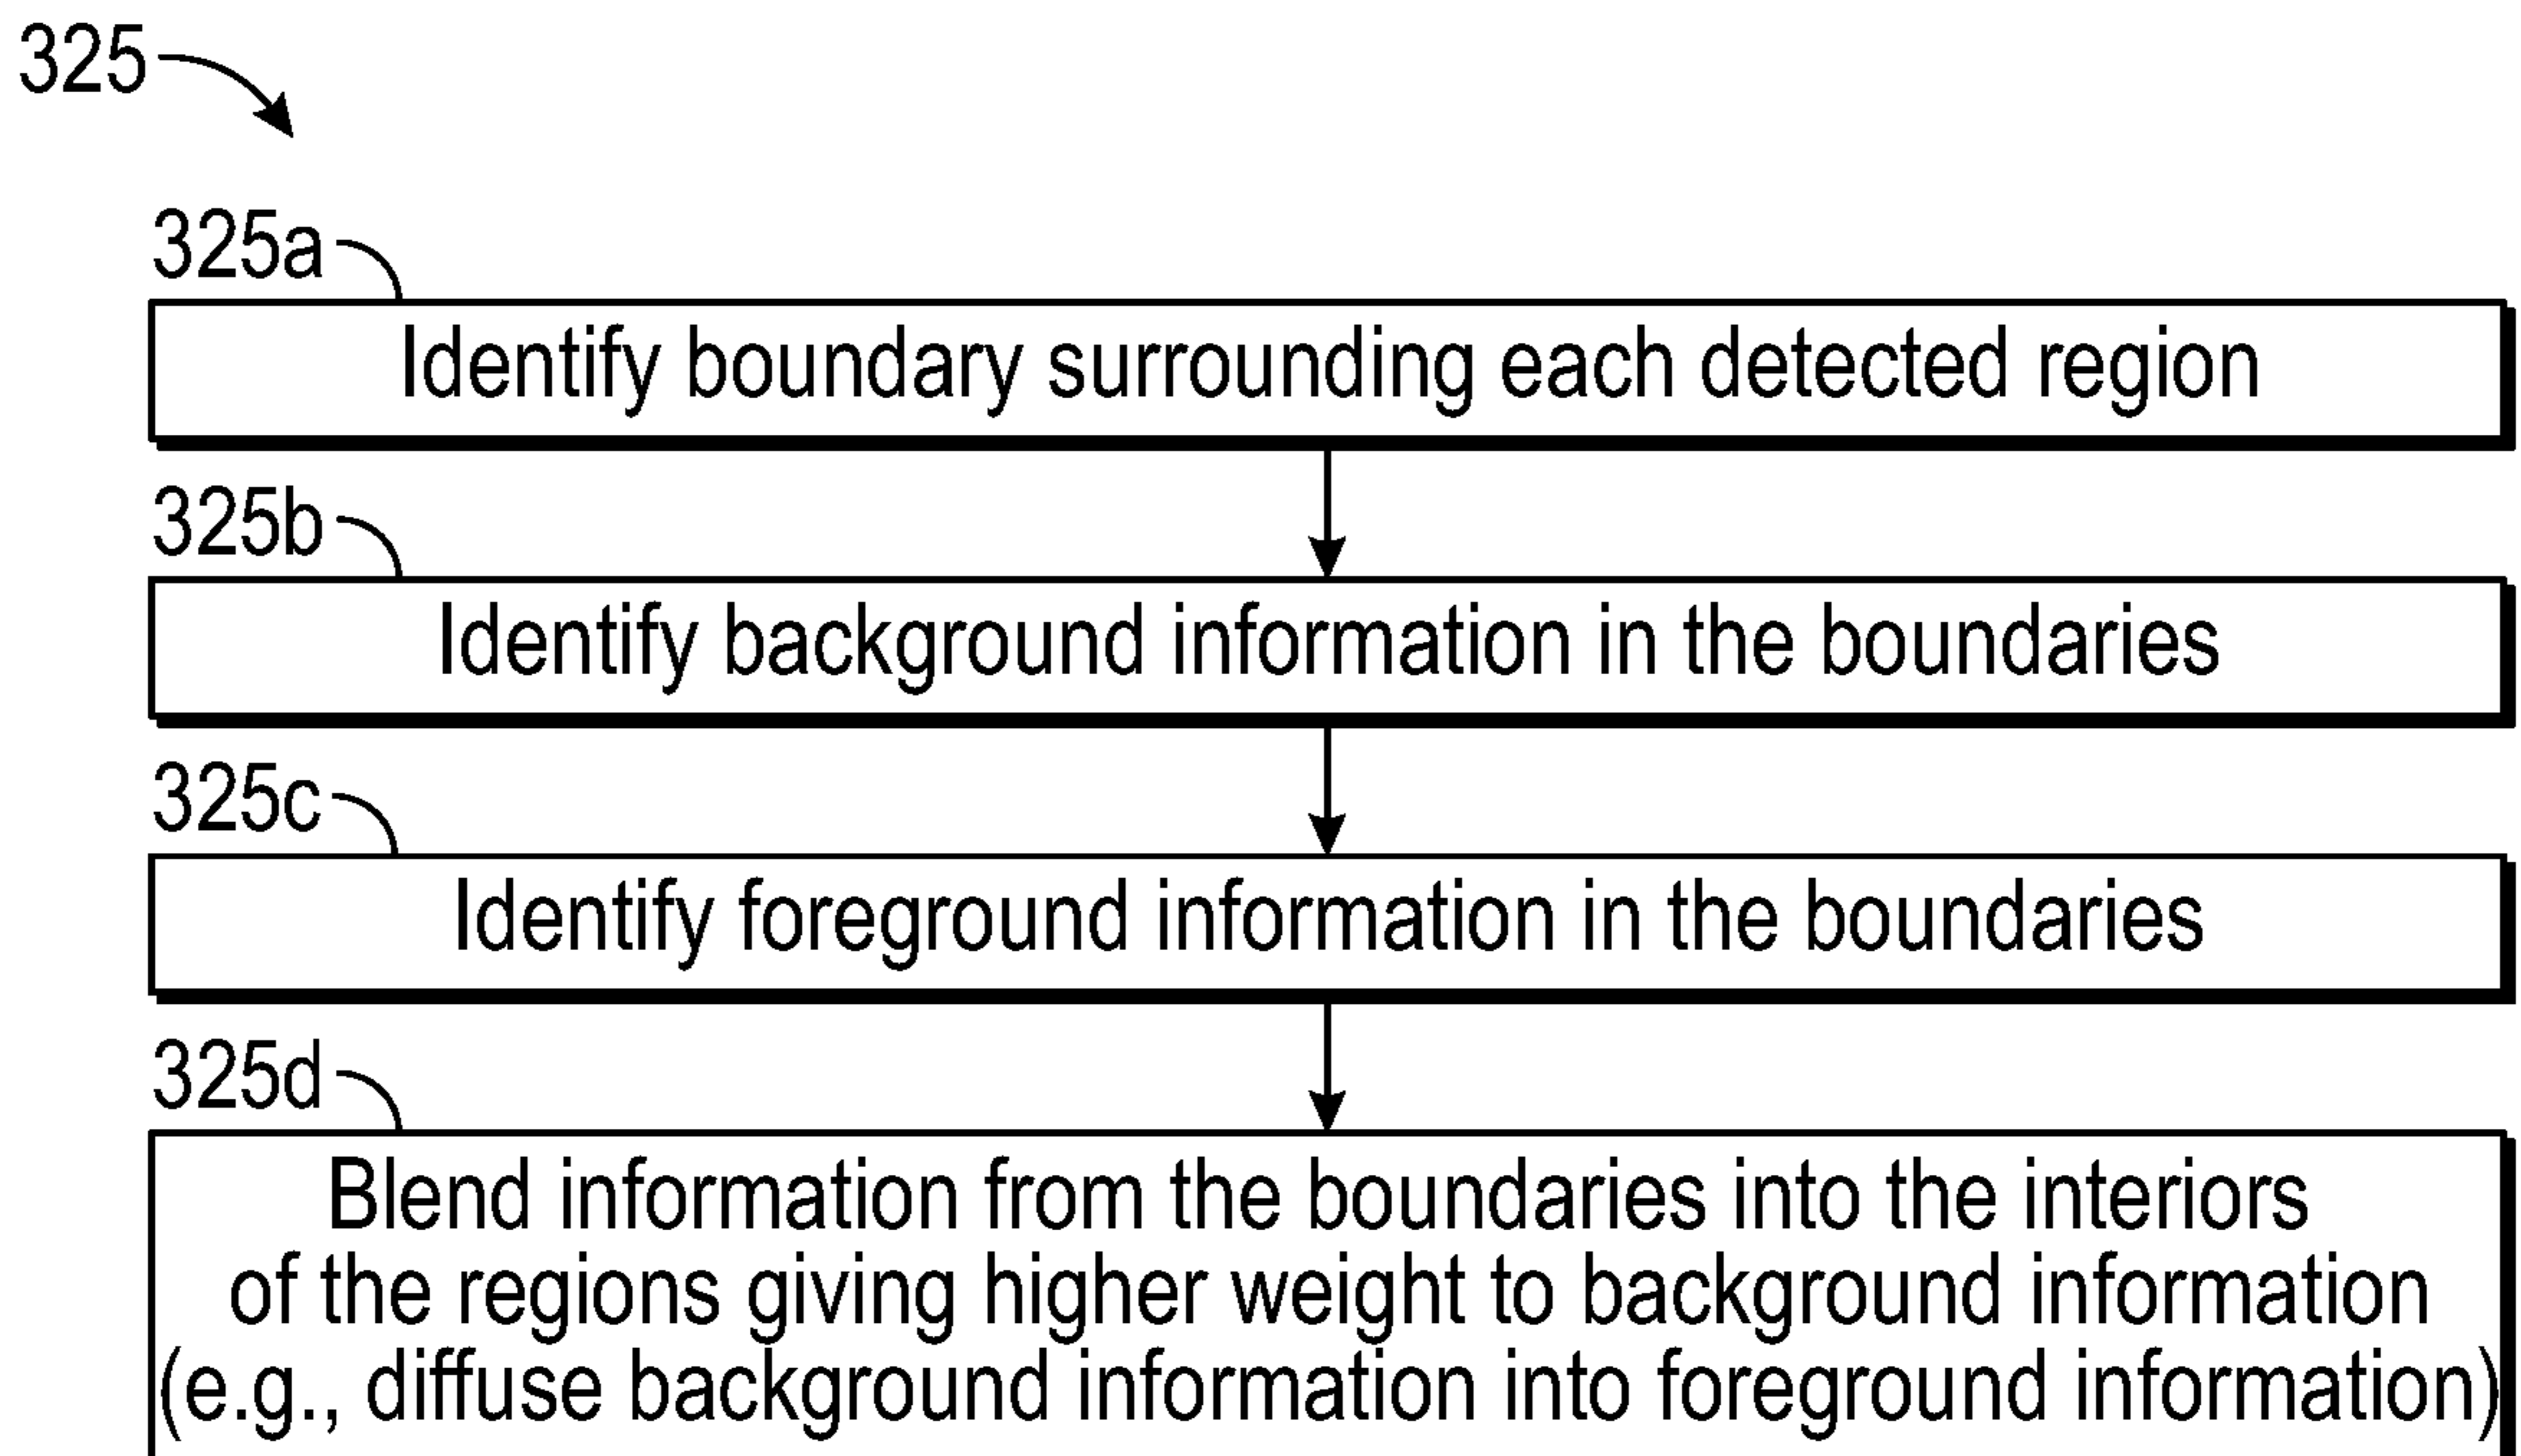 325
325a
Identify boundary surrounding each detected region
325b
Identify background information in the boundaries
325c
Identify foreground information in the boundaries
325d
Blend information from the boundaries into the interiors
of the regions giving higher weight to background information
(e.g., diffuse background information into foreground information)